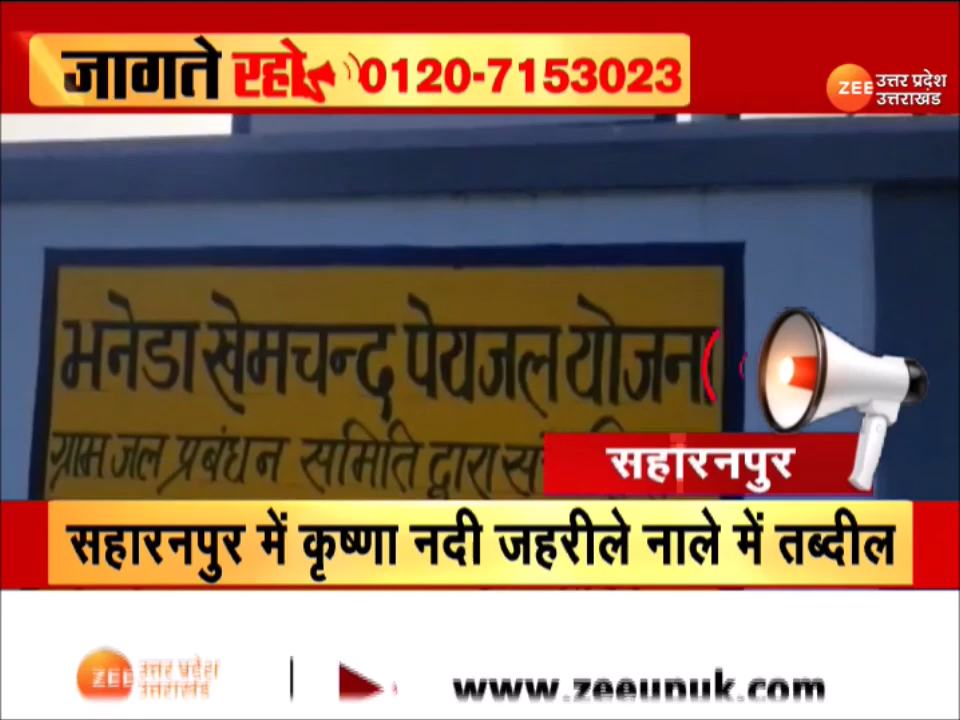 जागते रहो 0120-7153023
ZEE उत्तर प्रदेश
उत्तराखंड
भनेडा खेमचन्द पेयजल योजना
ग्राम जल प्रबंधन समिति द्वारा
सहारनपुर
सहारनपुर में कृष्णा नदी जहरीले नाले में तब्दील
ZEE उत्तर प्रदेश
उत्तराखंड
www.zeeupuk.com